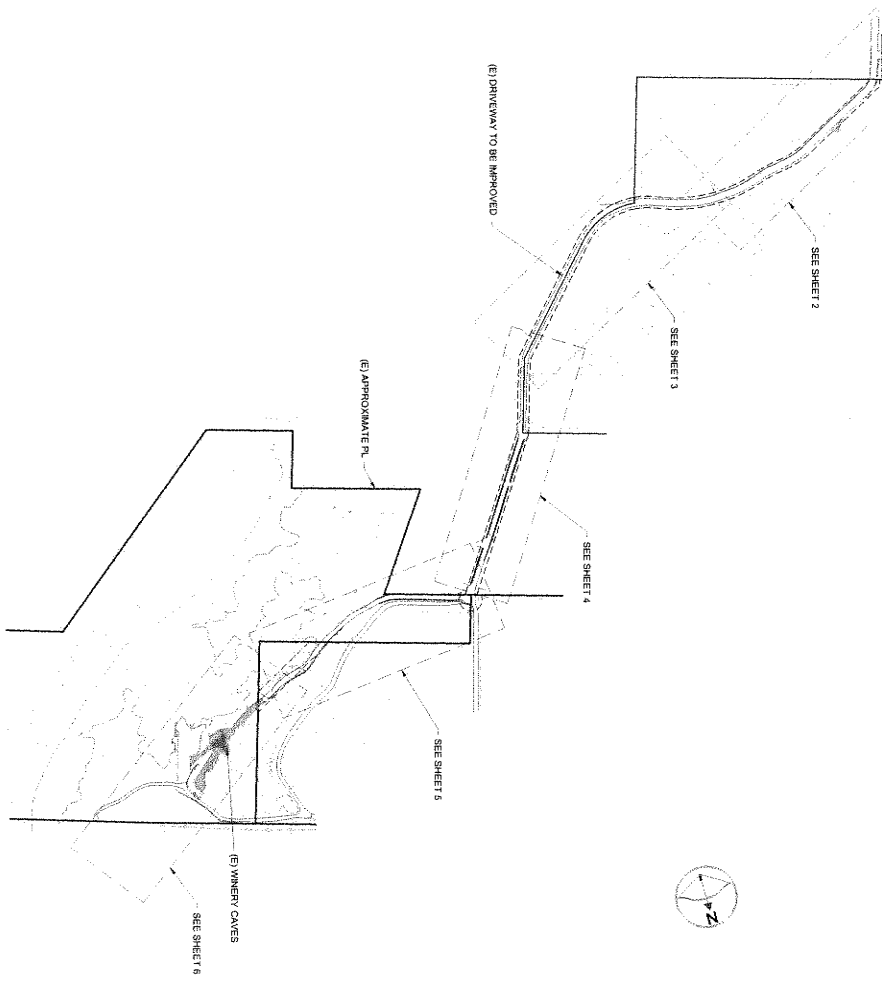 (E) DRIVEWAY TO BE IMPROVED
SEE SHEET 2
SEE SHEET 3
(E) APPROXIMATE PL
SEE SHEET 4
SEE SHEET 5
(E) WINERY CAVES
SEE SHEET 6
N